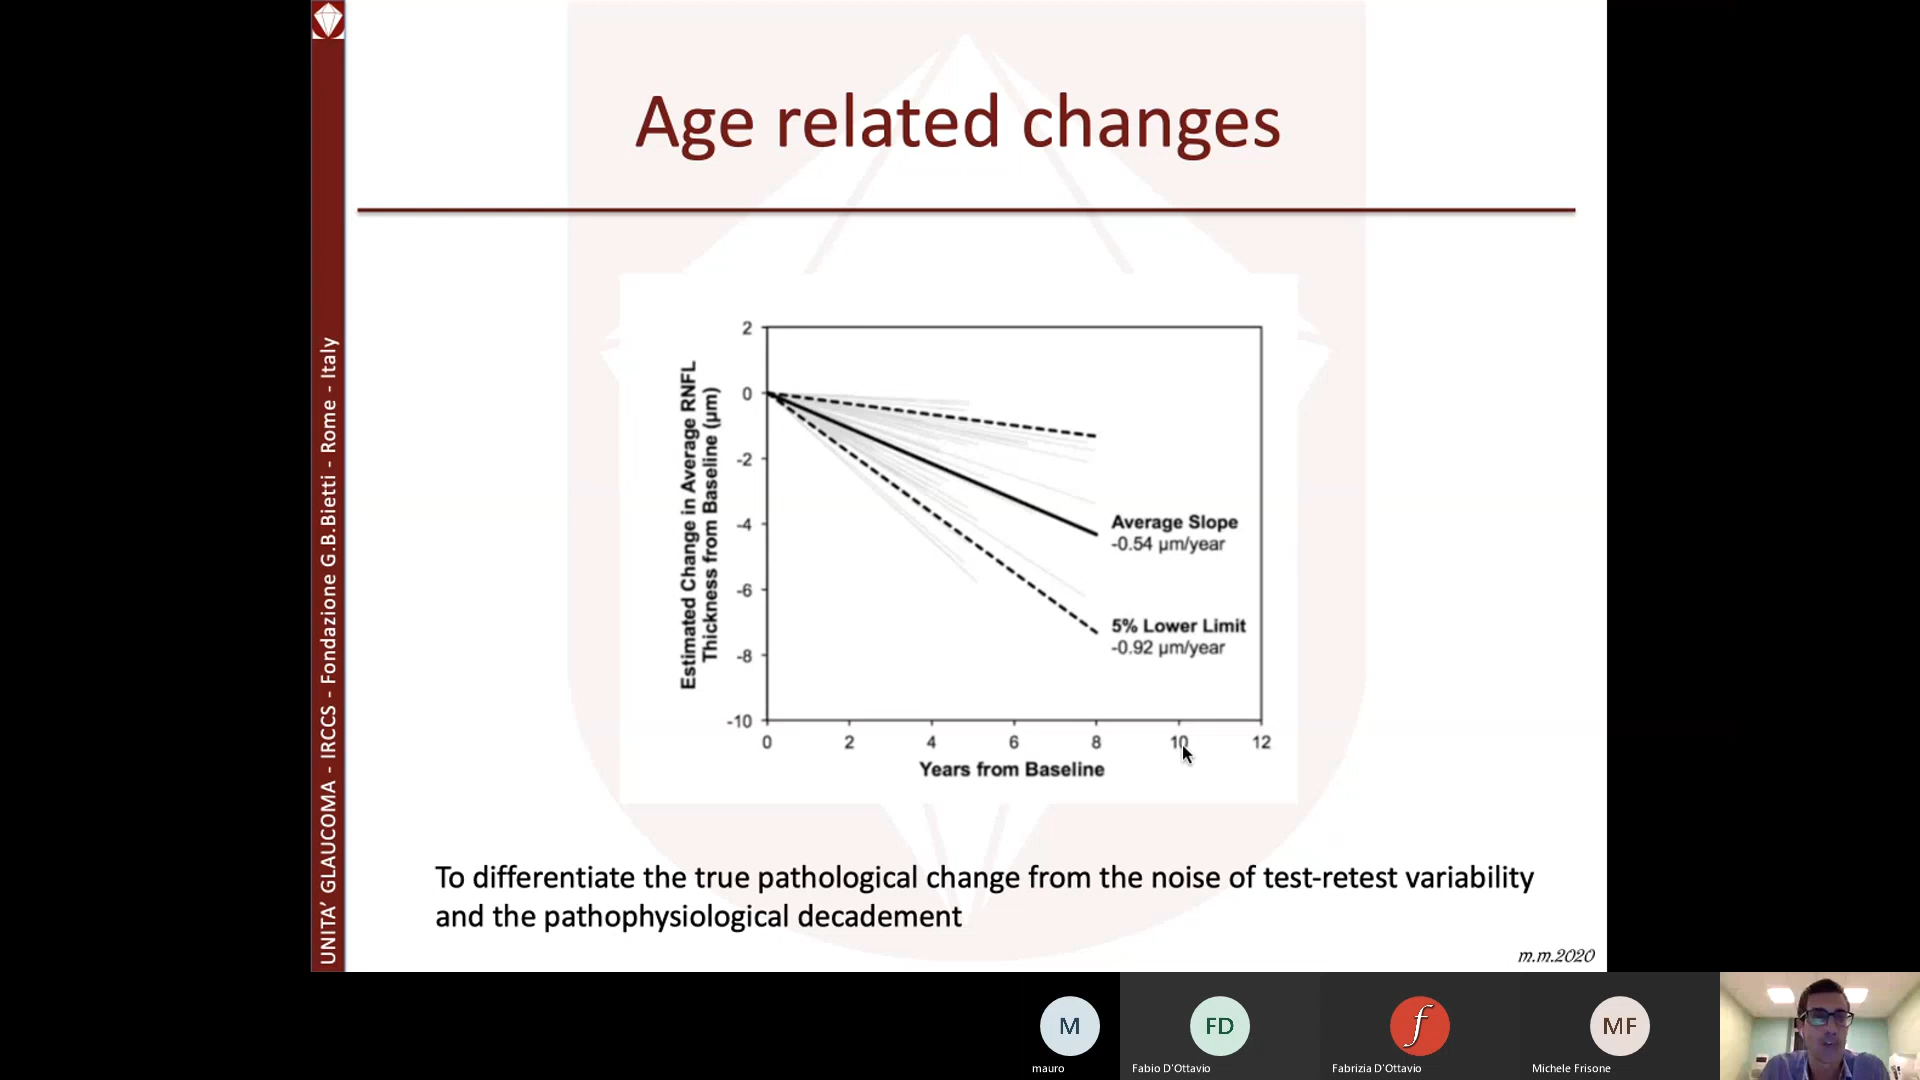 Age related changes
UNITA' GLAUCOMA - IRCCS - Fondazione G.B.Bietti - Rome - Italy
Estimated Change in Average RNFL
Thickness from Baseline (µm)
2
0
-2
-4
-6
-8
-10
Average Slope
-0.54 µm/year
5% Lower Limit
-0.92 µm/year
0 2 4 6 8 10 12
Years from Baseline
To differentiate the true pathological change from the noise of test-retest variability
and the pathophysiological decadement
m.m.2020
M
FD
f
MF
mauro
Fabio D'Ottavio
Fabrizia D'Ottavio
Michele Frisone